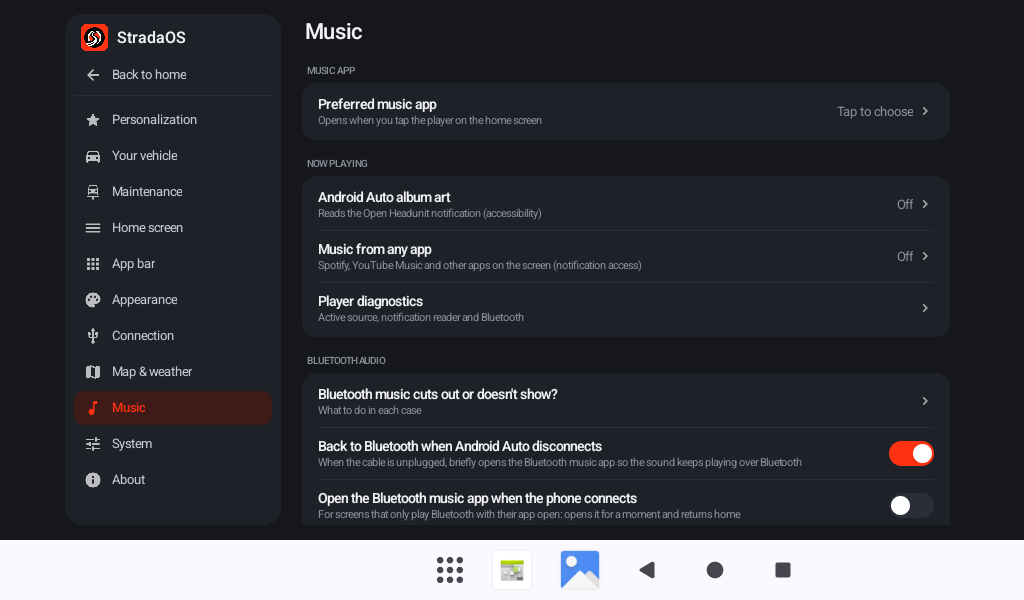 StradaOS
Back to home
Personalization
Your vehicle
Maintenance
Home screen
App bar
Appearance
Connection
Map & weather
Music
System
About
Music
MUSIC APP
Preferred music app
Opens when you tap the player on the home screen
Tap to choose
NOW PLAYING
Android Auto album art
Reads the Open Headunit notification (accessibility)
Off
Music from any app
Spotify, YouTube Music and other apps on the screen (notification access)
Off
Player diagnostics
Active source, notification reader and Bluetooth
BLUETOOTH AUDIO
Bluetooth music cuts out or doesn't show?
What to do in each case
Back to Bluetooth when Android Auto disconnects
When the cable is unplugged, briefly opens the Bluetooth music app so the sound keeps playing over Bluetooth
Open the Bluetooth music app when the phone connects
For screens that only play Bluetooth with their app open: opens it for a moment and returns home